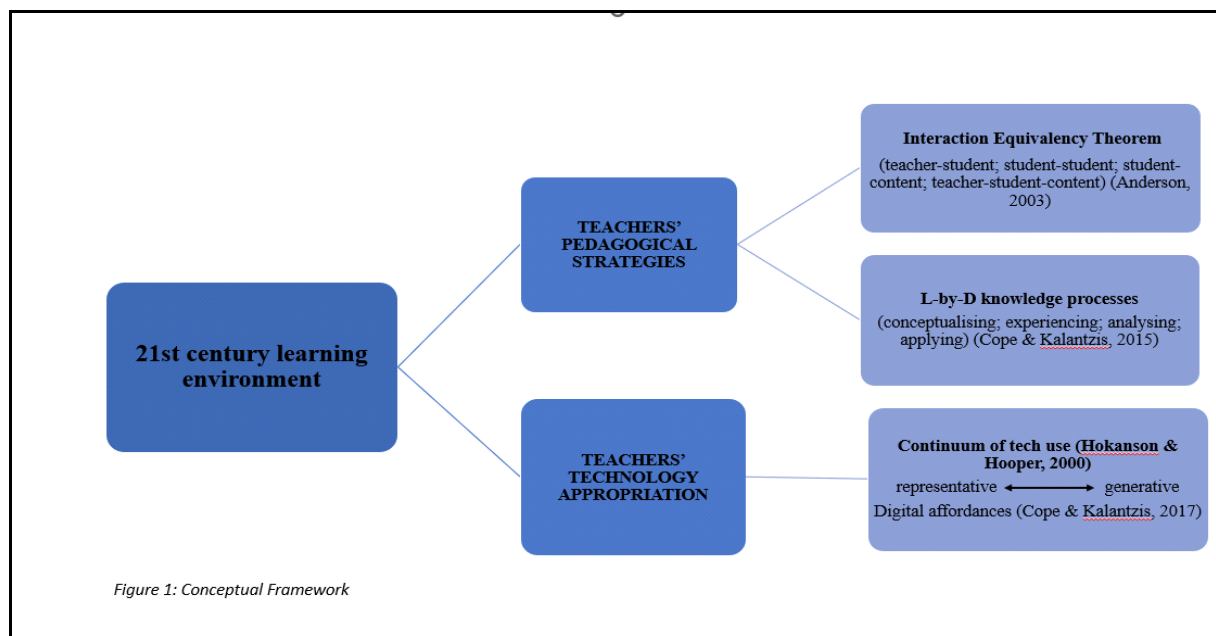 21st century learning
environment
TEACHERS'
PEDAGOGICAL
STRATEGIES
Interaction Equivalency Theorem
(teacher-student; student-student; student-
content; teacher-student-content) (Anderson,
2003)
L-by-D knowledge processes
(conceptualising; experiencing; analysing;
applying) (Cope & Kalantzis, 2015)
TEACHERS'
TECHNOLOGY
APPROPRIATION
Continuum of tech use (Hokanson &
Hooper, 2000)
representative generative
Digital affordances (Cope & Kalantzis, 2017)
Figure 1: Conceptual Framework